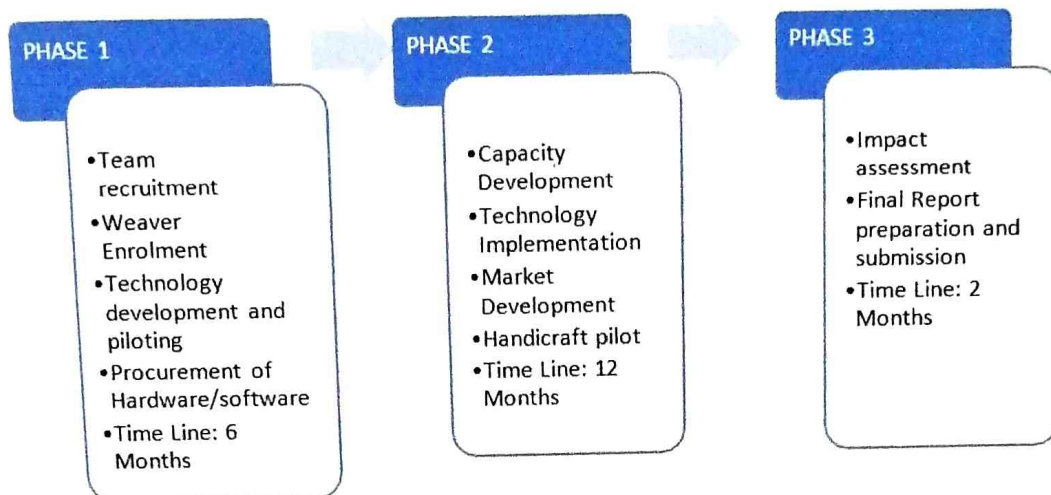 PHASE 1
•Team
recruitment
•Weaver
Enrolment
•Technology
development and
piloting
•Procurement of
Hardware/software
•Time Line: 6
Months
PHASE 2
•Capacity
Development
•Technology
Implementation
•Market
Development
•Handicraft pilot
•Time Line: 12
Months
PHASE 3
•Impact
assessment
•Final Report
preparation and
submission
•Time Line: 2
Months